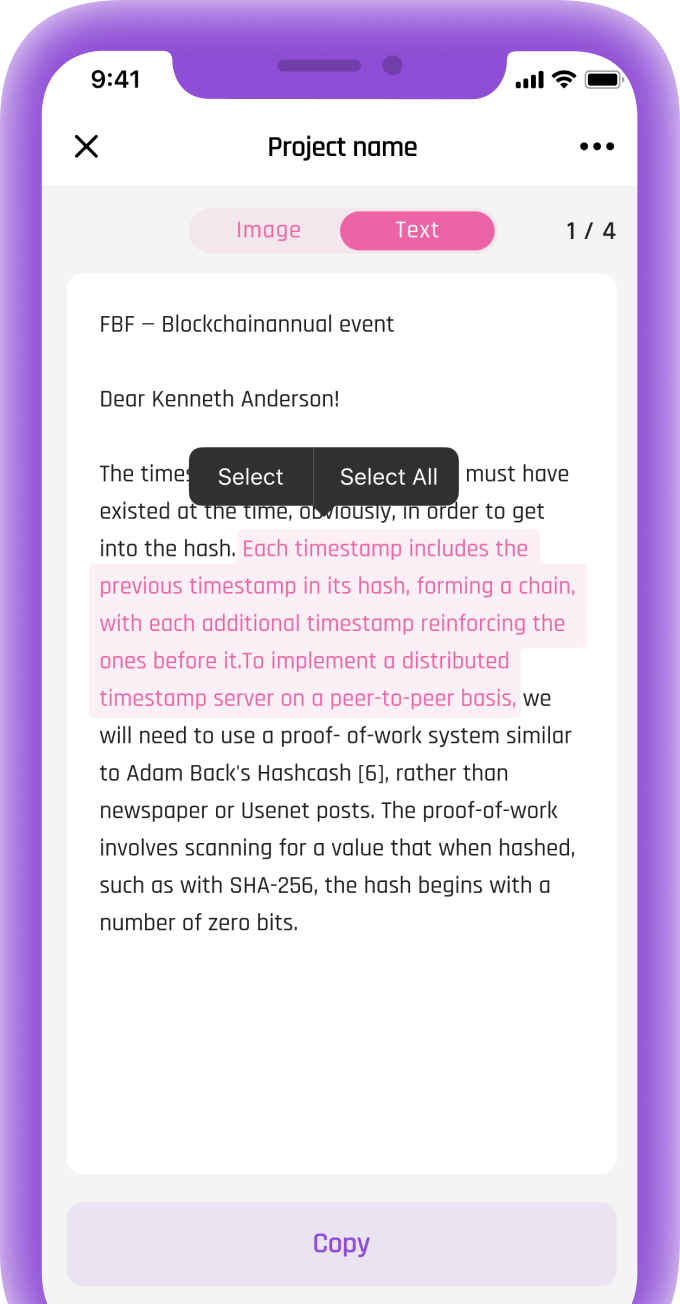 9:41
Project name
Image Text 1 / 4
FBF – Blockchainannual event
Dear Kenneth Anderson!
Select Select All
The must have
existed at the time, obviously, in order to get
into the hash. Each timestamp includes the
previous timestamp in its hash, forming a chain,
with each additional timestamp reinforcing the
ones before it.To implement a distributed
timestamp server on a peer-to-peer basis, we
will need to use a proof- of-work system similar
to Adam Back's Hashcash [6], rather than
newspaper or Usenet posts. The proof-of-work
involves scanning for a value that when hashed,
such as with SHA-256, the hash begins with a
number of zero bits.
Copy